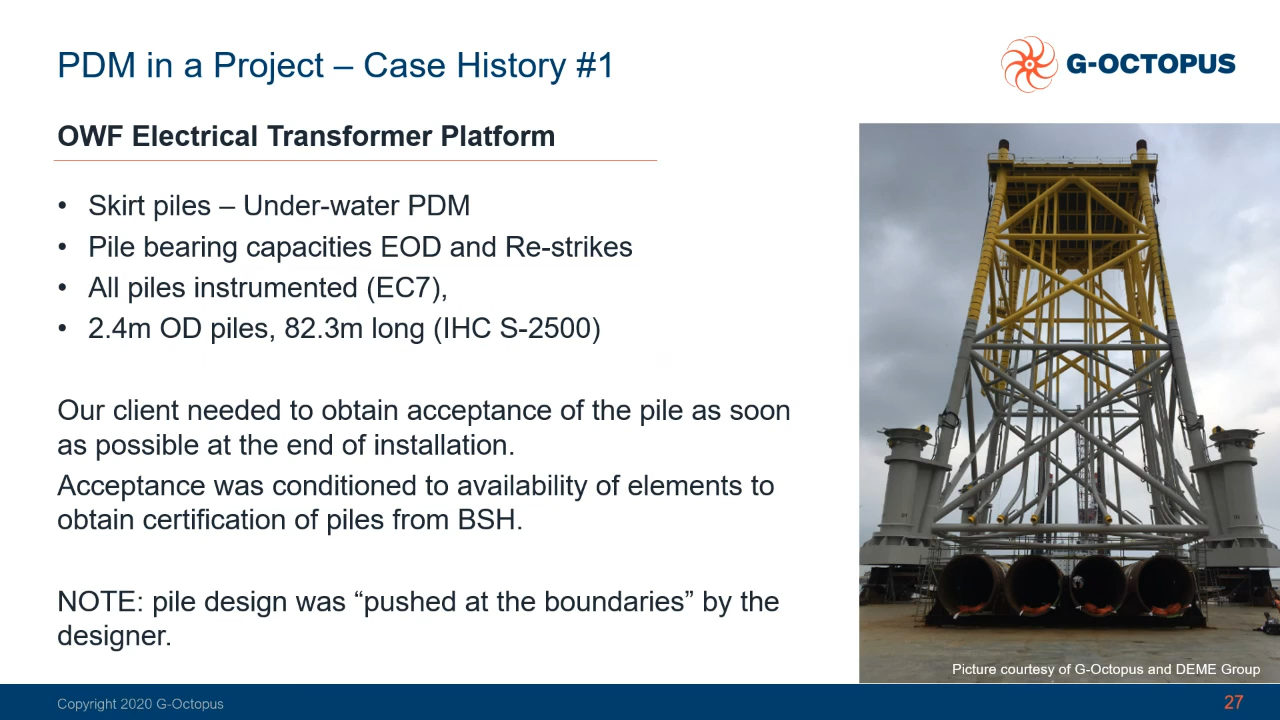 PDM in a Project – Case History #1
G-OCTOPUS
OWF Electrical Transformer Platform
• Skirt piles – Under-water PDM
• Pile bearing capacities EOD and Re-strikes
• All piles instrumented (EC7),
• 2.4m OD piles, 82.3m long (IHC S-2500)
Our client needed to obtain acceptance of the pile as soon
as possible at the end of installation.
Acceptance was conditioned to availability of elements to
obtain certification of piles from BSH.
NOTE: pile design was “pushed at the boundaries” by the
designer.
Picture courtesy of G-Octopus and DEME Group
Copyright 2020 G-Octopus
27